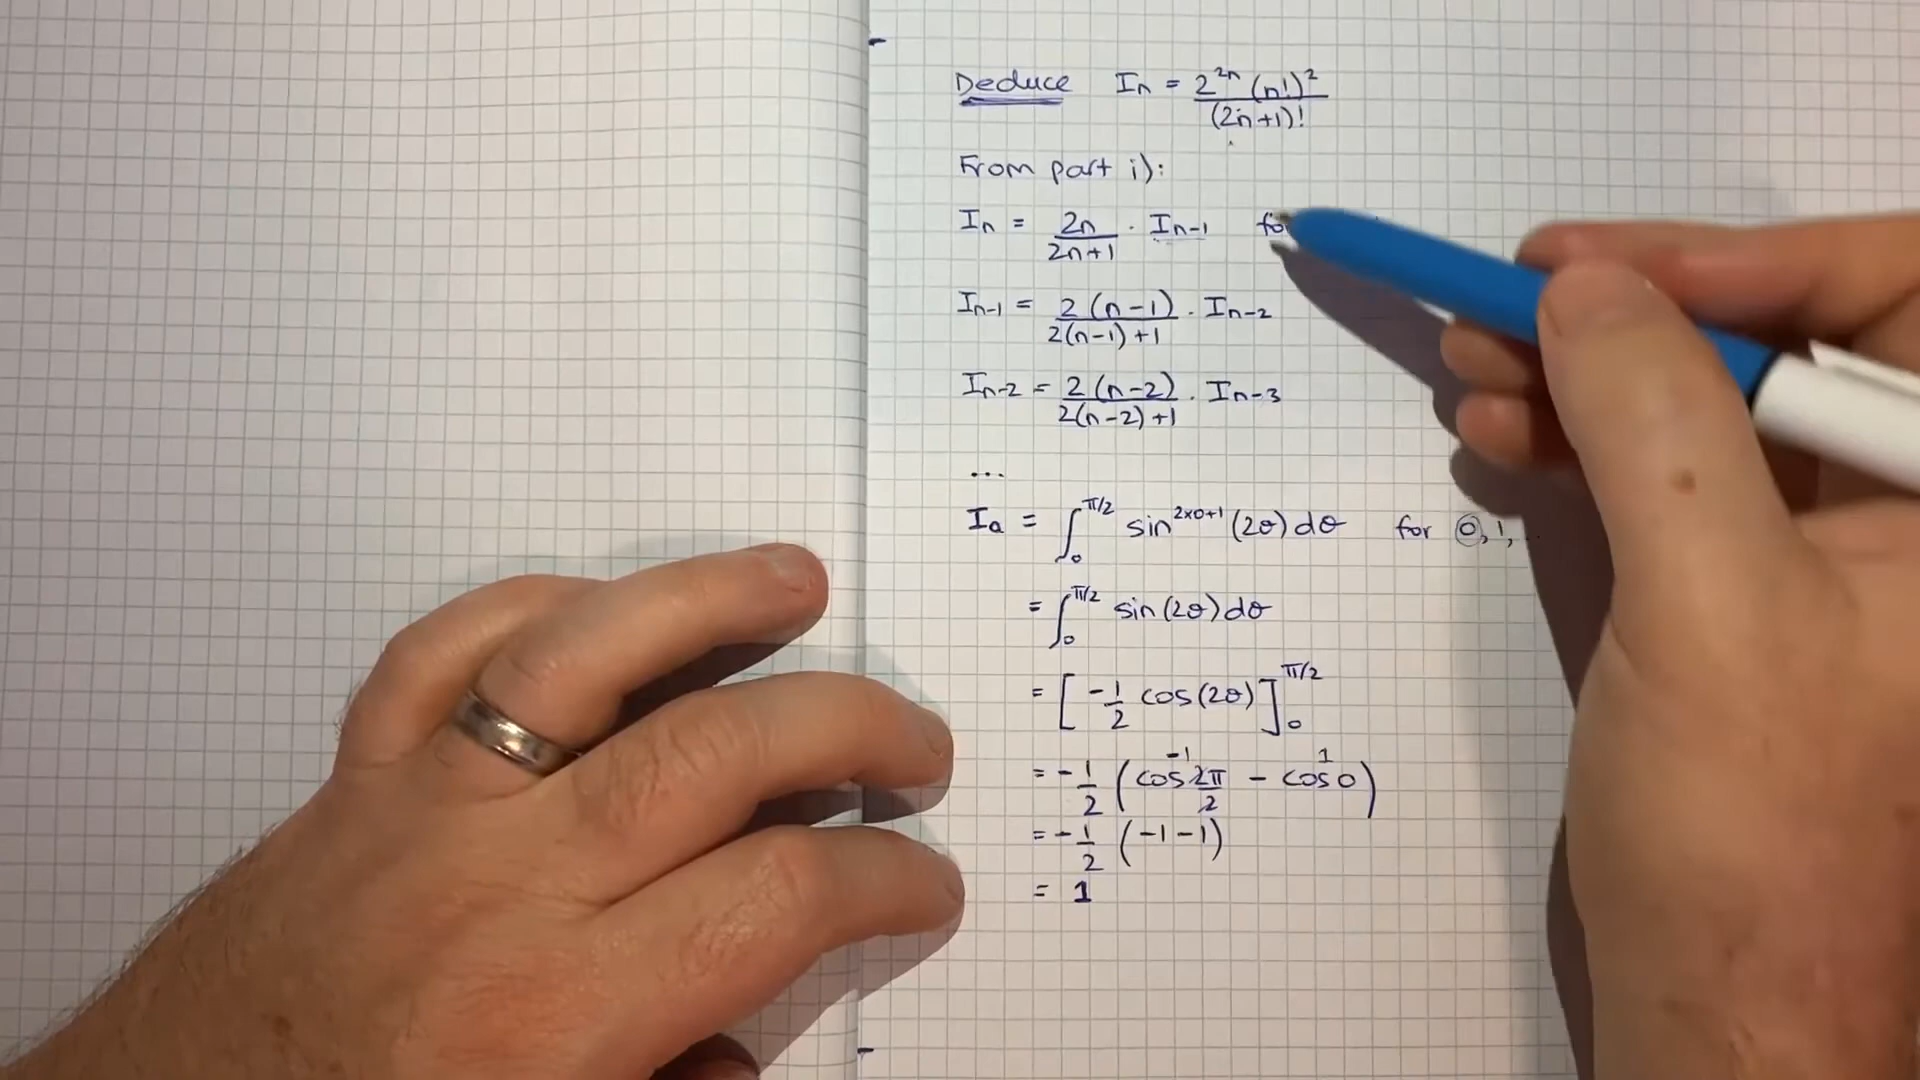 Deduce Iₙ = 2²ⁿ (n!)² / (2n+1)!
From part i):
Iₙ = 2n / 2n+1 · Iₙ₋₁
Iₙ₋₁ = 2(n-1) / 2(n-1)+1 · Iₙ₋₂
Iₙ₋₂ = 2(n-2) / 2(n-2)+1 · Iₙ₋₃
...
I₀ = ∫₀^π/2 sin^2×0+1 (2θ) dθ for 0, 1,
= ∫₀^π/2 sin(2θ) dθ
= [-1/2 cos(2θ)]₀^π/2
= -1/2 (cos 2π/2 - cos 0) -1 1
= -1/2 (-1-1)
= 1